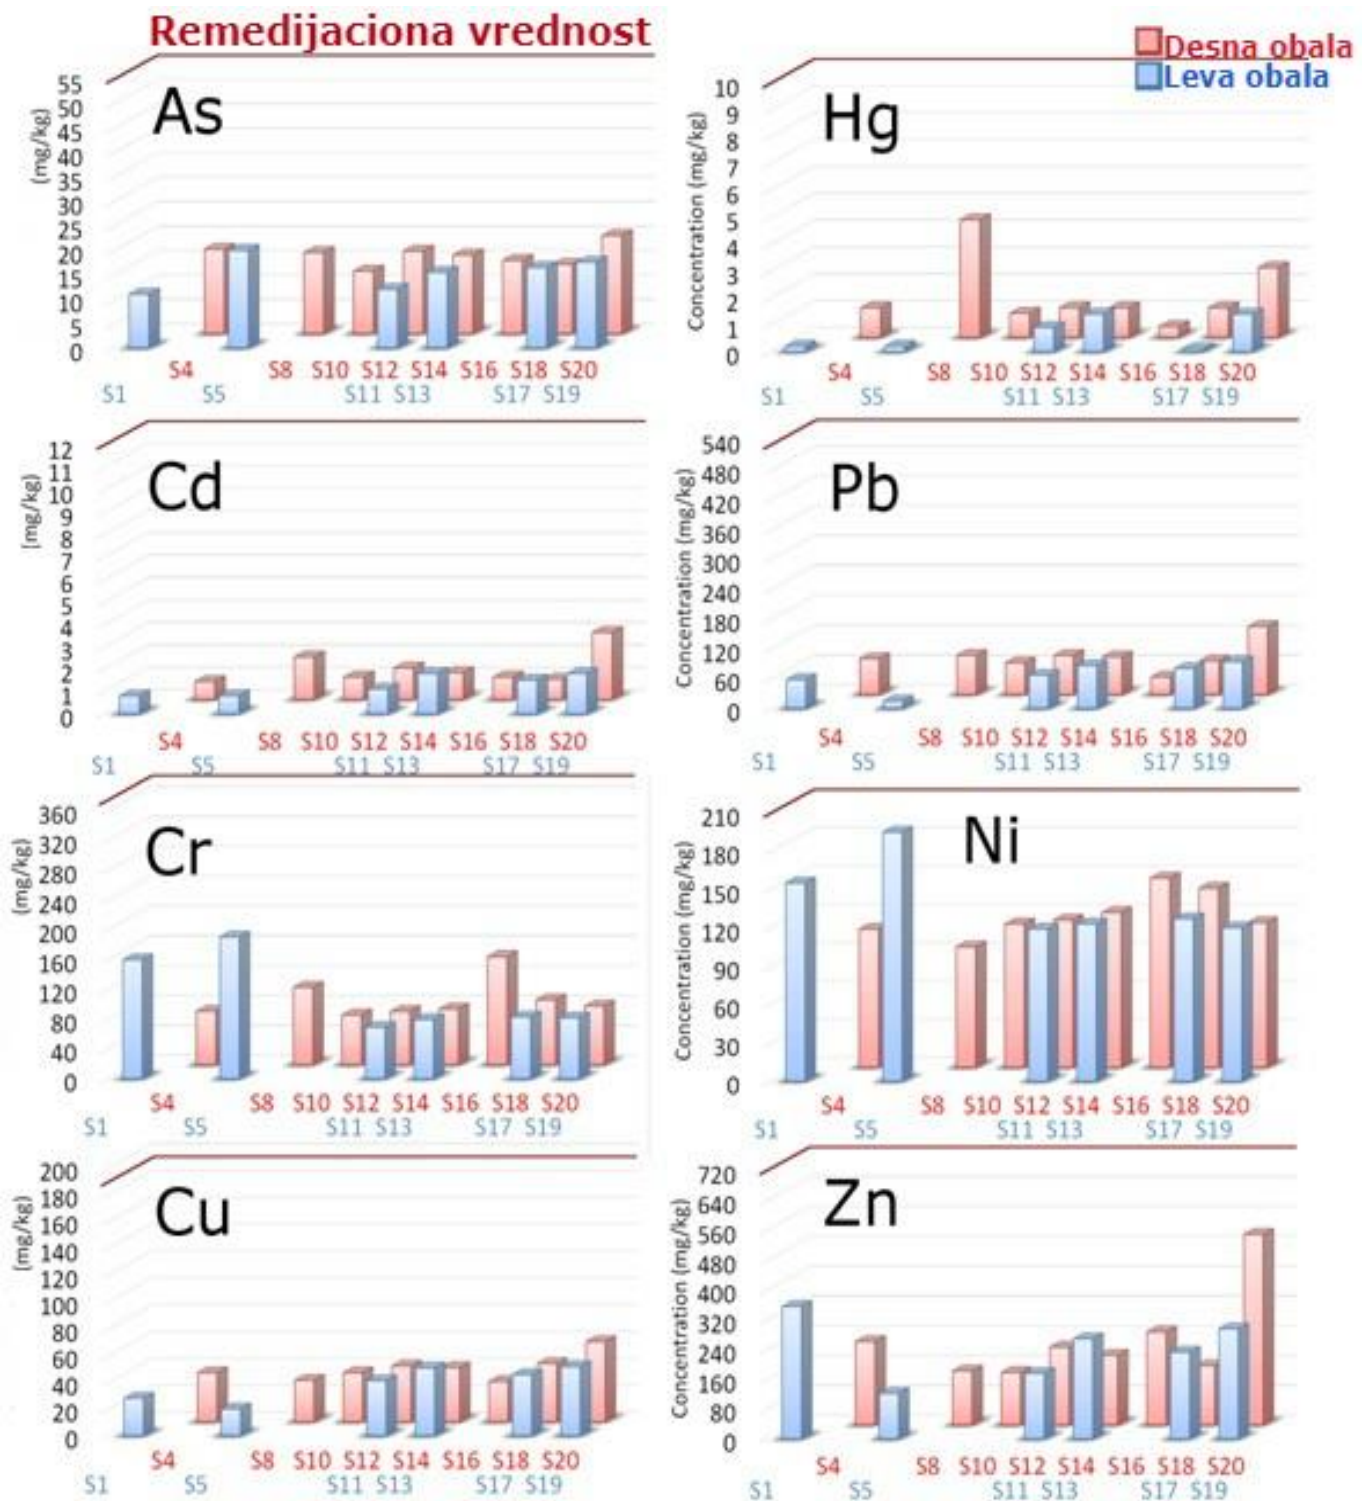 Remedijaciona vrednost
Desna obala
Leva obala
As
(mg/kg)
55
50
45
40
35
30
25
20
15
10
5
0
S4 S8 S10 S12 S14 S16 S18 S20
S1 S5 S11 S13 S17 S19
Hg
Concentration (mg/kg)
10
9
8
7
6
5
4
3
2
1
0
S4 S8 S10 S12 S14 S16 S18 S20
S1 S5 S11 S13 S17 S19
Cd
(mg/kg)
12
11
10
9
8
7
6
5
4
3
2
1
0
S4 S8 S10 S12 S14 S16 S18 S20
S1 S5 S11 S13 S17 S19
Pb
Concentration (mg/kg)
540
480
420
360
300
240
180
120
60
0
S4 S8 S10 S12 S14 S16 S18 S20
S1 S5 S11 S13 S17 S19
Cr
(mg/kg)
360
320
280
240
200
160
120
80
40
0
S4 S8 S10 S12 S14 S16 S18 S20
S1 S5 S11 S13 S17 S19
Ni
Concentration (mg/kg)
210
180
150
120
90
60
30
0
S4 S8 S10 S12 S14 S16 S18 S20
S1 S5 S11 S13 S17 S19
Cu
(mg/kg)
200
180
160
140
120
100
80
60
40
20
0
S4 S8 S10 S12 S14 S16 S18 S20
S1 S5 S11 S13 S17 S19
Zn
Concentration (mg/kg)
720
640
560
480
400
320
240
160
80
0
S4 S8 S10 S12 S14 S16 S18 S20
S1 S5 S11 S13 S17 S19